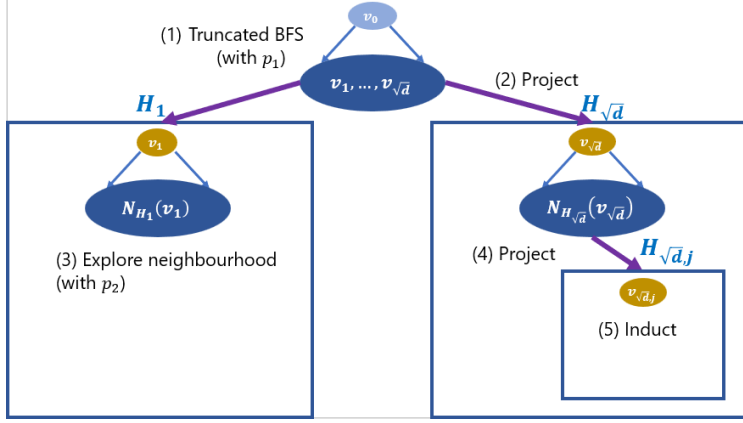 v₀
(1) Truncated BFS
(with p₁)
v₁, …, v_√d
(2) Project
H₁
H_√d
v₁
v_√d
N_H₁(v₁)
N_H_√d(v_√d)
(3) Explore neighbourhood
(with p₂)
(4) Project
H_√d,j
v_√d,j
(5) Induct